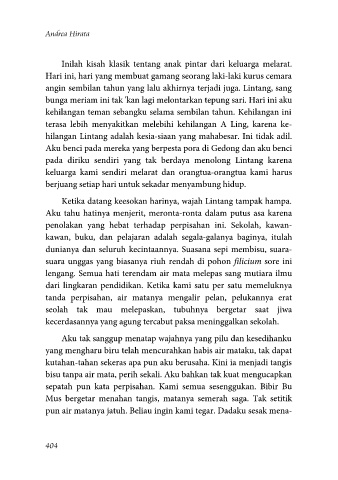 Andrea Hirata
Inilah kisah klasik tentang anak pintar dari keluarga melarat.
Hari ini, hari yang membuat gamang seorang laki-laki kurus cemara
angin sembilan tahun yang lalu akhirnya terjadi juga. Lintang, sang
bunga meriam ini tak 'kan lagi melontarkan tepung sari. Hari ini aku
kehilangan teman sebangku selama sembilan tahun. Kehilangan ini
terasa lebih menyakitkan melebihi kehilangan A Ling, karena ke-
hilangan Lintang adalah kesia-siaan yang mahabesar. Ini tidak adil.
Aku benci pada mereka yang berpesta pora di Gedong dan aku benci
pada diriku sendiri yang tak berdaya menolong Lintang karena
keluarga kami sendiri melarat dan orangtua-orangtua kami harus
berjuang setiap hari untuk sekadar menyambung hidup.
Ketika datang keesokan harinya, wajah Lintang tampak hampa.
Aku tahu hatinya menjerit, meronta-ronta dalam putus asa karena
penolakan yang hebat terhadap perpisahan ini. Sekolah, kawan-
kawan, buku, dan pelajaran adalah segala-galanya baginya, itulah
dunianya dan seluruh kecintaannya. Suasana sepi membisu, suara-
suara unggas yang biasanya riuh rendah di pohon filicium sore ini
lengang. Semua hati terendam air mata melepas sang mutiara ilmu
dari lingkaran pendidikan. Ketika kami satu per satu memeluknya
tanda perpisahan, air matanya mengalir pelan, pelukannya erat
seolah tak mau melepaskan, tubuhnya bergetar saat jiwa
kecerdasannya yang agung tercabut paksa meninggalkan sekolah.
Aku tak sanggup menatap wajahnya yang pilu dan kesedihanku
yang mengharu biru telah mencurahkan habis air mataku, tak dapat
kutahan-tahan sekeras apa pun aku berusaha. Kini ia menjadi tangis
bisu tanpa air mata, perih sekali. Aku bahkan tak kuat mengucapkan
sepatah pun kata perpisahan. Kami semua sesenggukan. Bibir Bu
Mus bergetar menahan tangis, matanya semerah saga. Tak setitik
pun air matanya jatuh. Beliau ingin kami tegar. Dadaku sesak mena-
404